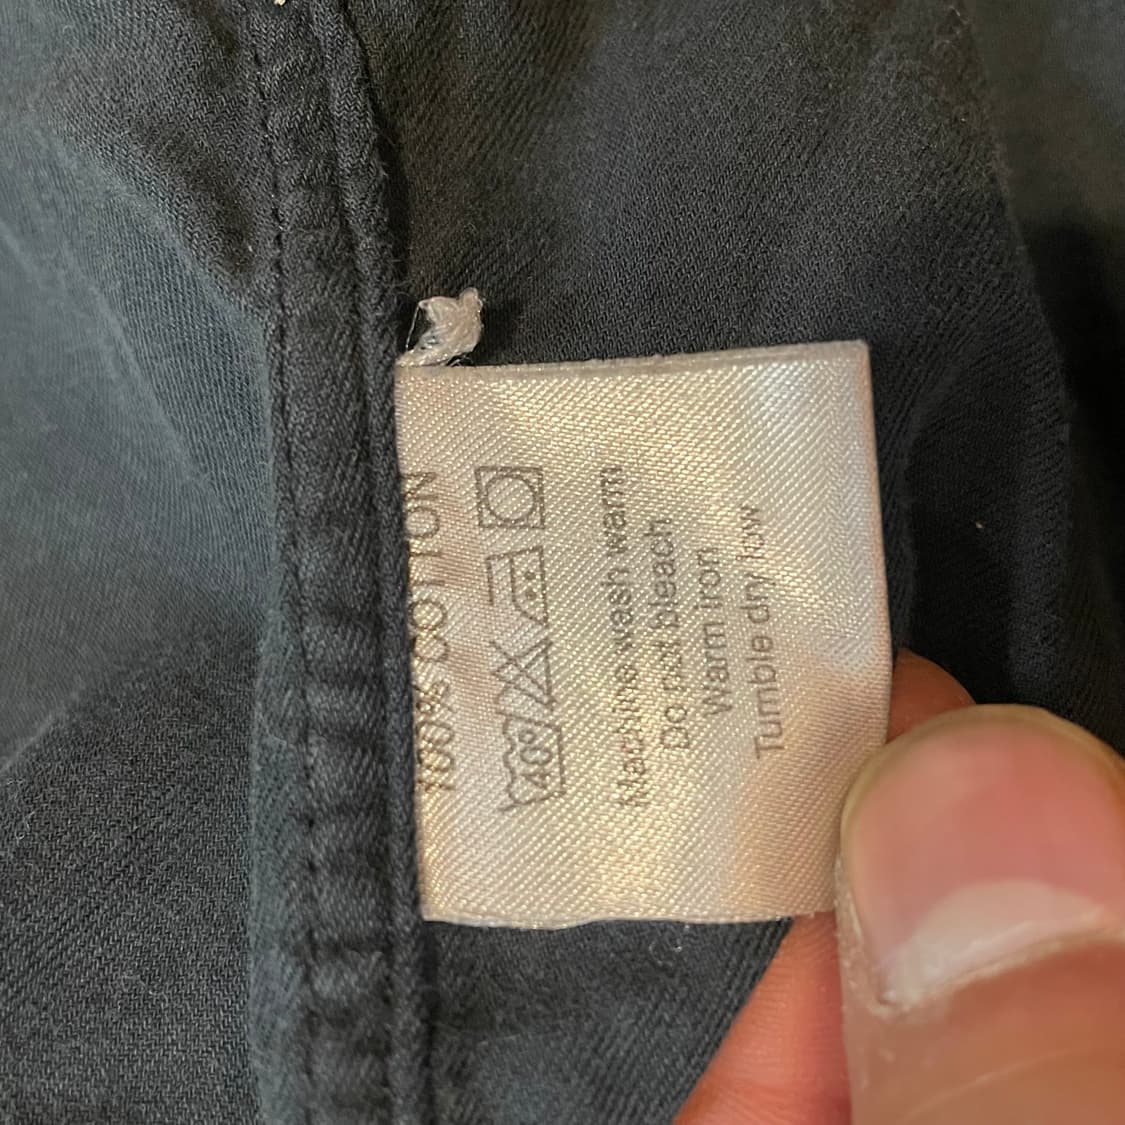 100% COTTON
40°
Machine wash warm
Do not bleach
Warm iron
Tumble dry low